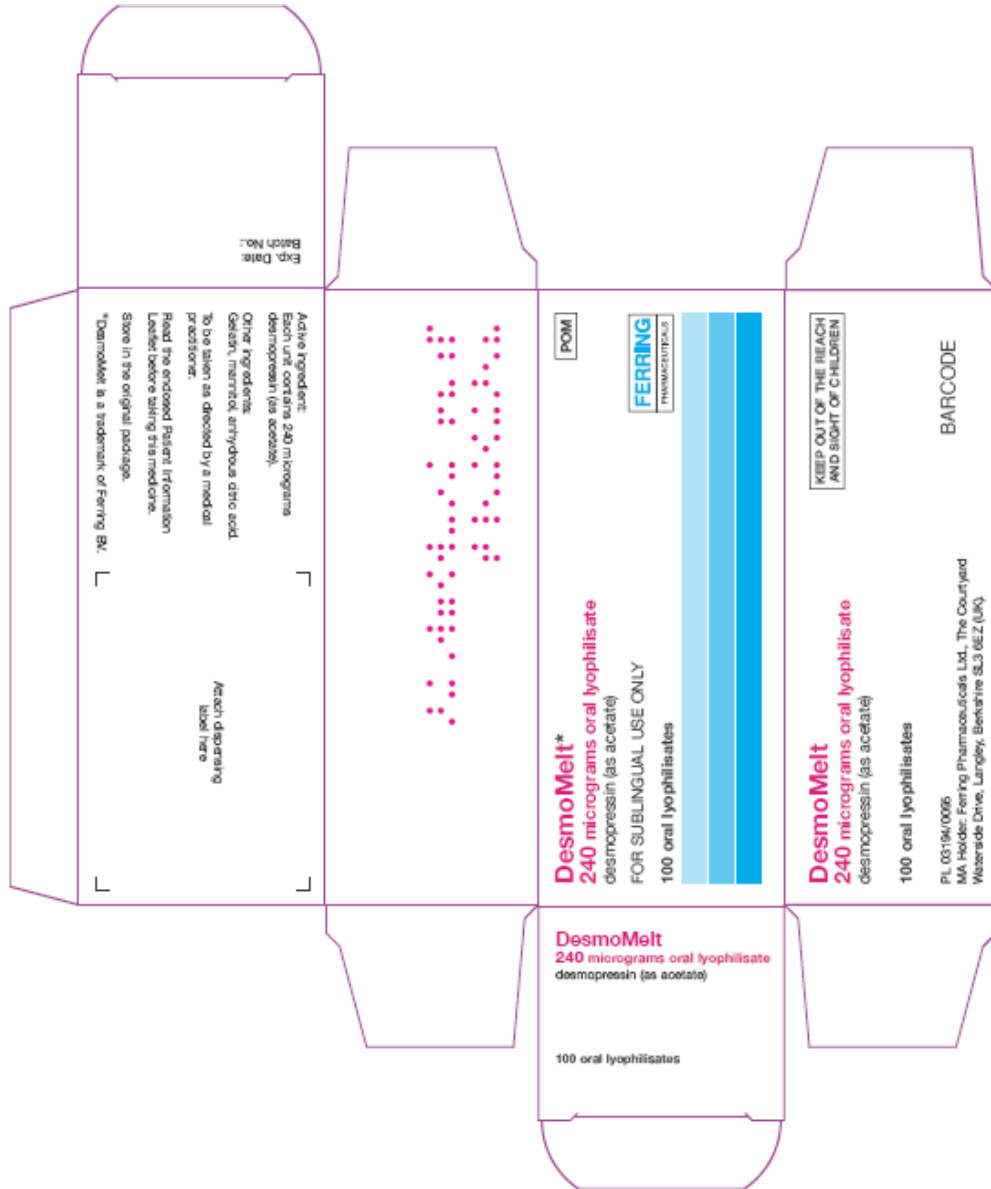 Exp. Date:
Batch No.:
Active ingredient:
Each unit contains 240 micrograms
desmopressin (as acetate).
Other ingredients:
Gelatin, mannitol, anhydrous citric acid.
To be taken as directed by a medical
practitioner.
Read the enclosed Patient Information
Leaflet before taking this medicine.
Store in the original package.
*DesmoMelt is a trademark of Ferring BV.
Attach dispensing
label here
DesmoMelt*
240 micrograms oral lyophilisate
desmopressin (as acetate)
FOR SUBLINGUAL USE ONLY
100 oral lyophilisates
POM
FERRING
PHARMACEUTICALS
DesmoMelt
240 micrograms oral lyophilisate
desmopressin (as acetate)
100 oral lyophilisates
PL 03194/0095
MA Holder: Ferring Pharmaceuticals Ltd., The Courtyard
Waterside Drive, Langley, Berkshire SL3 6EZ (UK).
KEEP OUT OF THE REACH
AND SIGHT OF CHILDREN
BARCODE
DesmoMelt
240 micrograms oral lyophilisate
desmopressin (as acetate)
100 oral lyophilisates